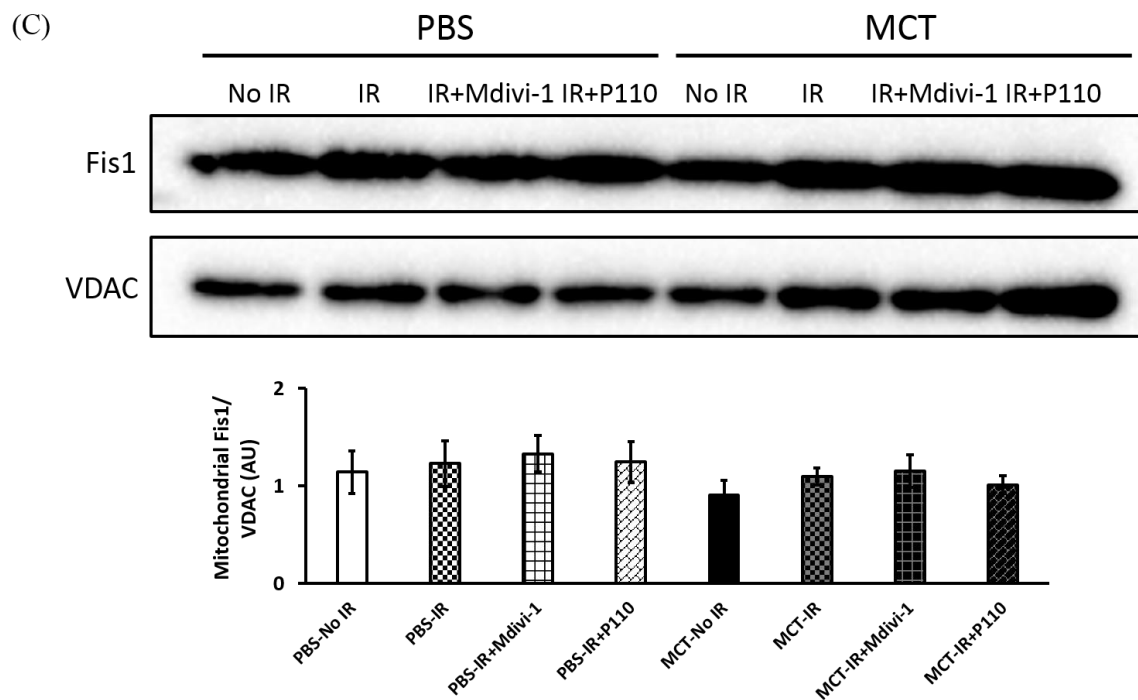 (C)
PBS MCT
No IR IR IR+Mdivi-1 IR+P110 No IR IR IR+Mdivi-1 IR+P110
Fis1
VDAC
Mitochondrial Fis1/
VDAC (AU)
2
1
0
PBS-No IR
PBS-IR
PBS-IR+Mdivi-1
PBS-IR+P110
MCT-No IR
MCT-IR
MCT-IR+Mdivi-1
MCT-IR+P110